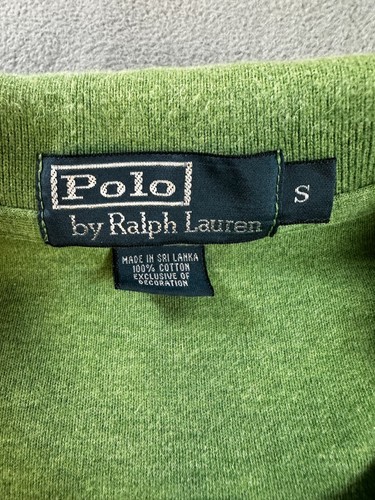 Polo
by Ralph Lauren
S
MADE IN SRI LANKA
100% COTTON
EXCLUSIVE OF
DECORATION